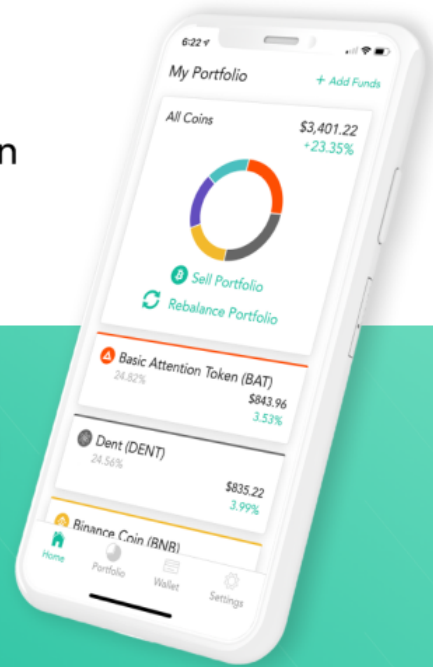 n
6:22
My Portfolio
+ Add Funds
All Coins
$3,401.22
+23.35%
Sell Portfolio
Rebalance Portfolio
Basic Attention Token (BAT)
24.82%
$843.96
3.53%
Dent (DENT)
24.56%
$835.22
3.99%
Binance Coin (BNB)
Home
Portfolio
Wallet
Settings